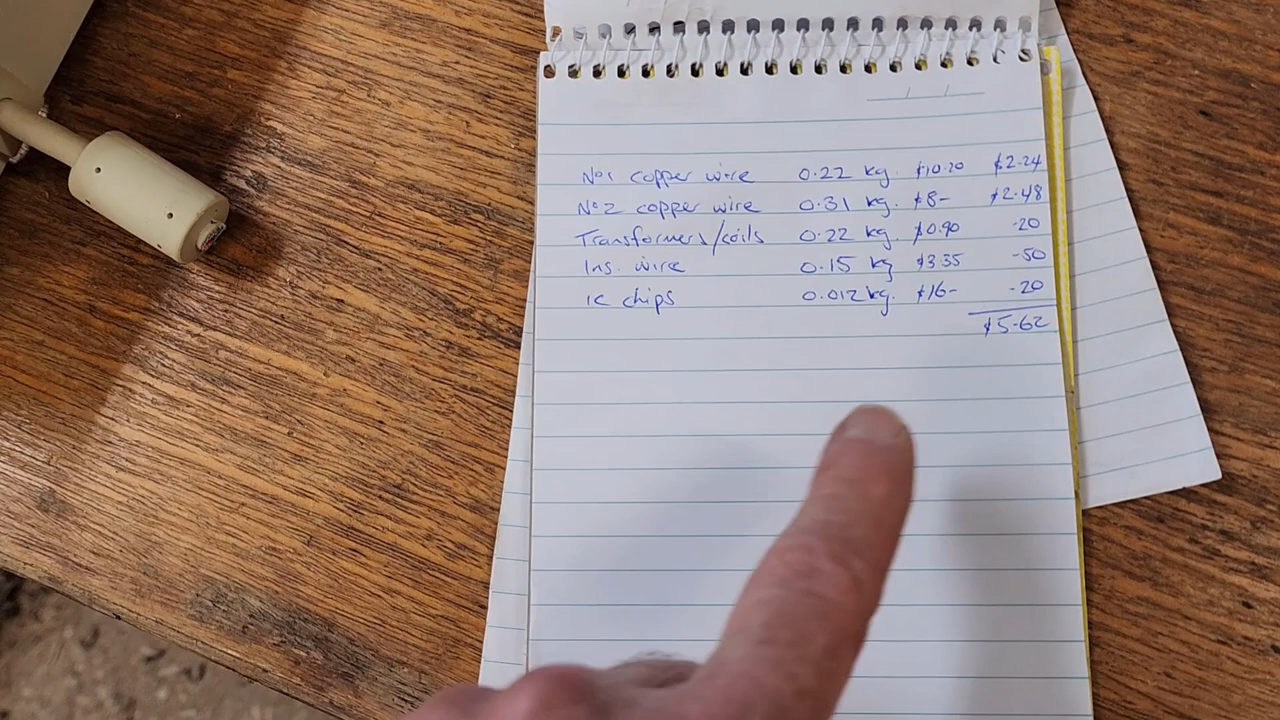 No1 copper wire 0.22 kg. $10.20 $2.24
No2 copper wire 0.31 kg. $8- $2.48
Transformers/coils 0.22 kg. $0.90 .20
Ins. wire 0.15 kg $3.35 .50
IC chips 0.012 kg. $16- .20
$5.62